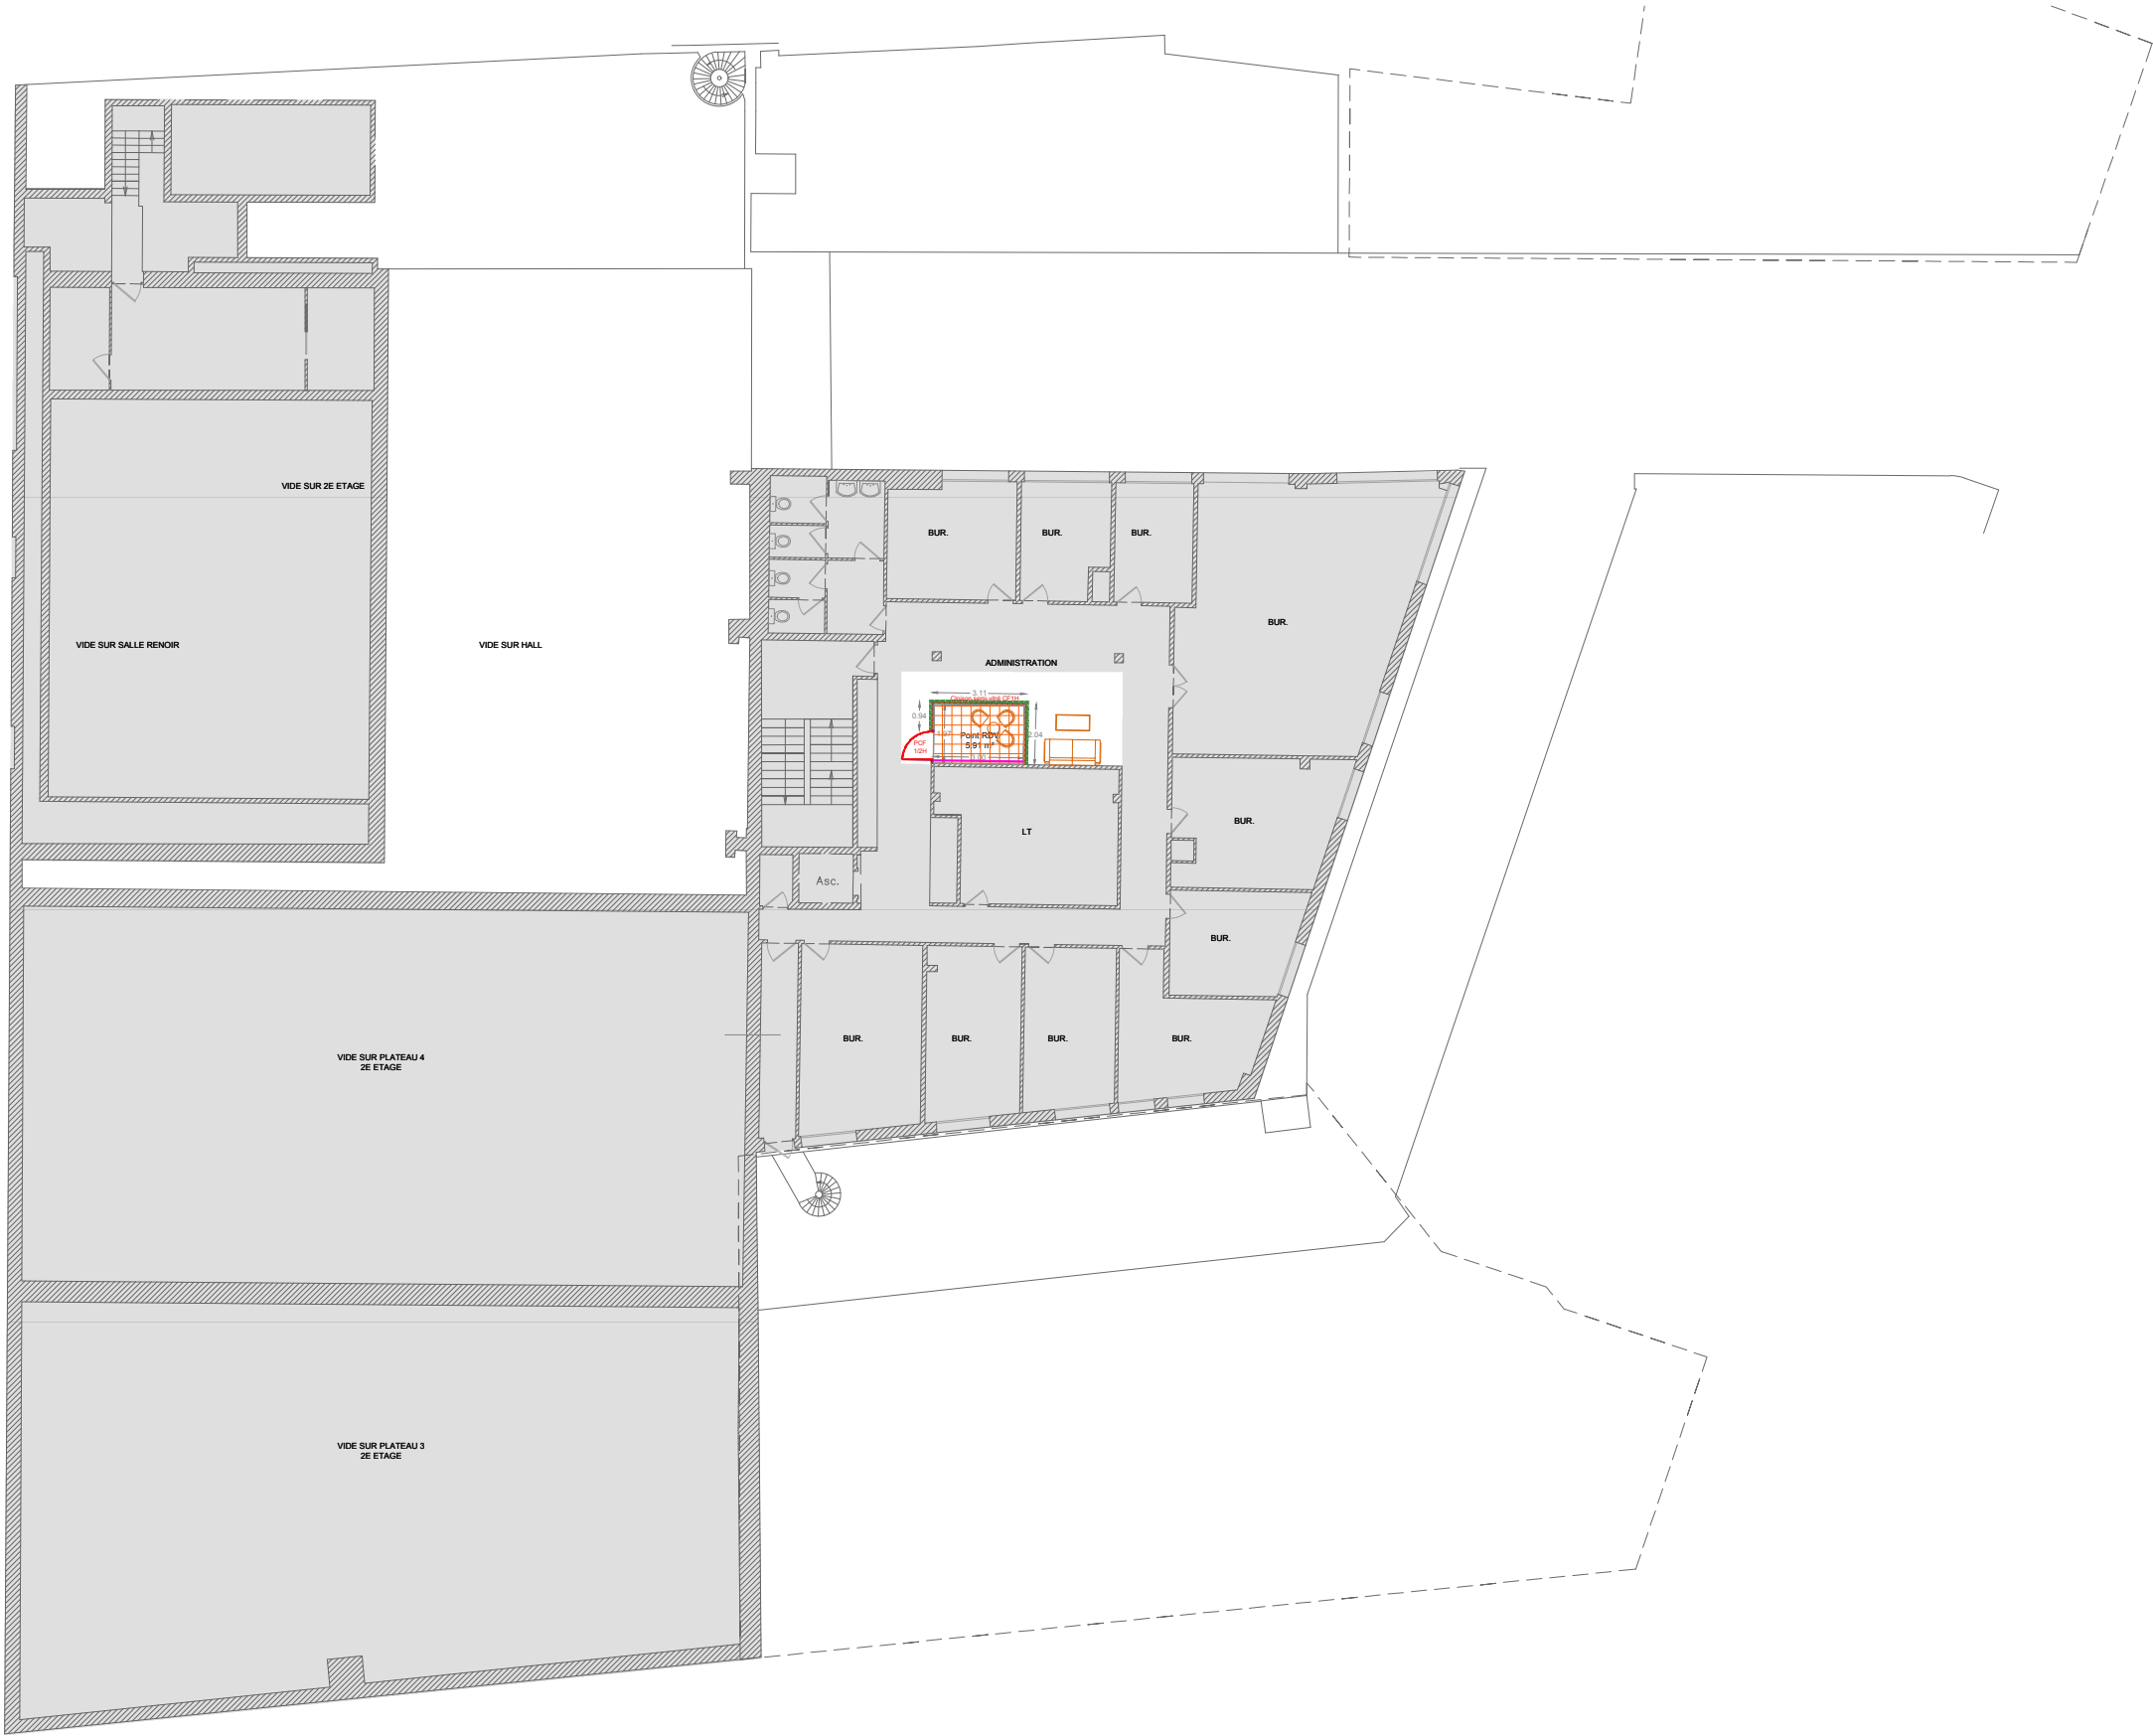 VIDE SUR 2E ETAGE
BUR.
BUR.
BUR.
BUR.
VIDE SUR SALLE RENOIR
VIDE SUR HALL
ADMINISTRATION
3.11
0.94
Point RDV
5.91 m²
2.04
PCF
1/2H
BUR.
LT
Asc.
BUR.
BUR.
BUR.
BUR.
BUR.
VIDE SUR PLATEAU 4
2E ETAGE
VIDE SUR PLATEAU 3
2E ETAGE